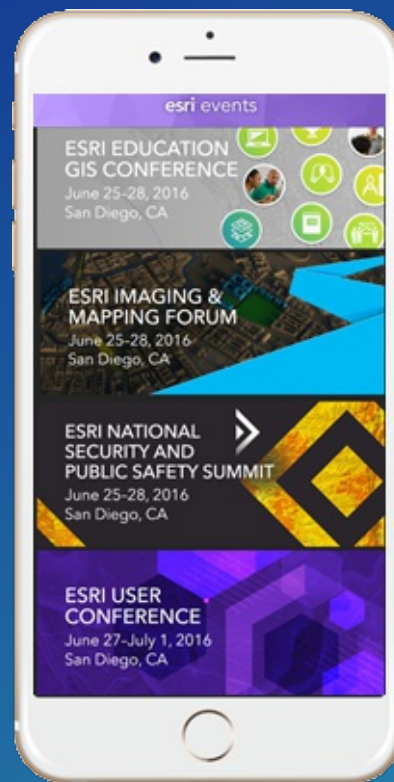 esri events
ESRI EDUCATION
GIS CONFERENCE
June 25-28, 2016
San Diego, CA
ESRI IMAGING &
MAPPING FORUM
June 25-28, 2016
San Diego, CA
ESRI NATIONAL
SECURITY AND
PUBLIC SAFETY SUMMIT
June 25-28, 2016
San Diego, CA
ESRI USER
CONFERENCE
June 27-July 1, 2016
San Diego, CA